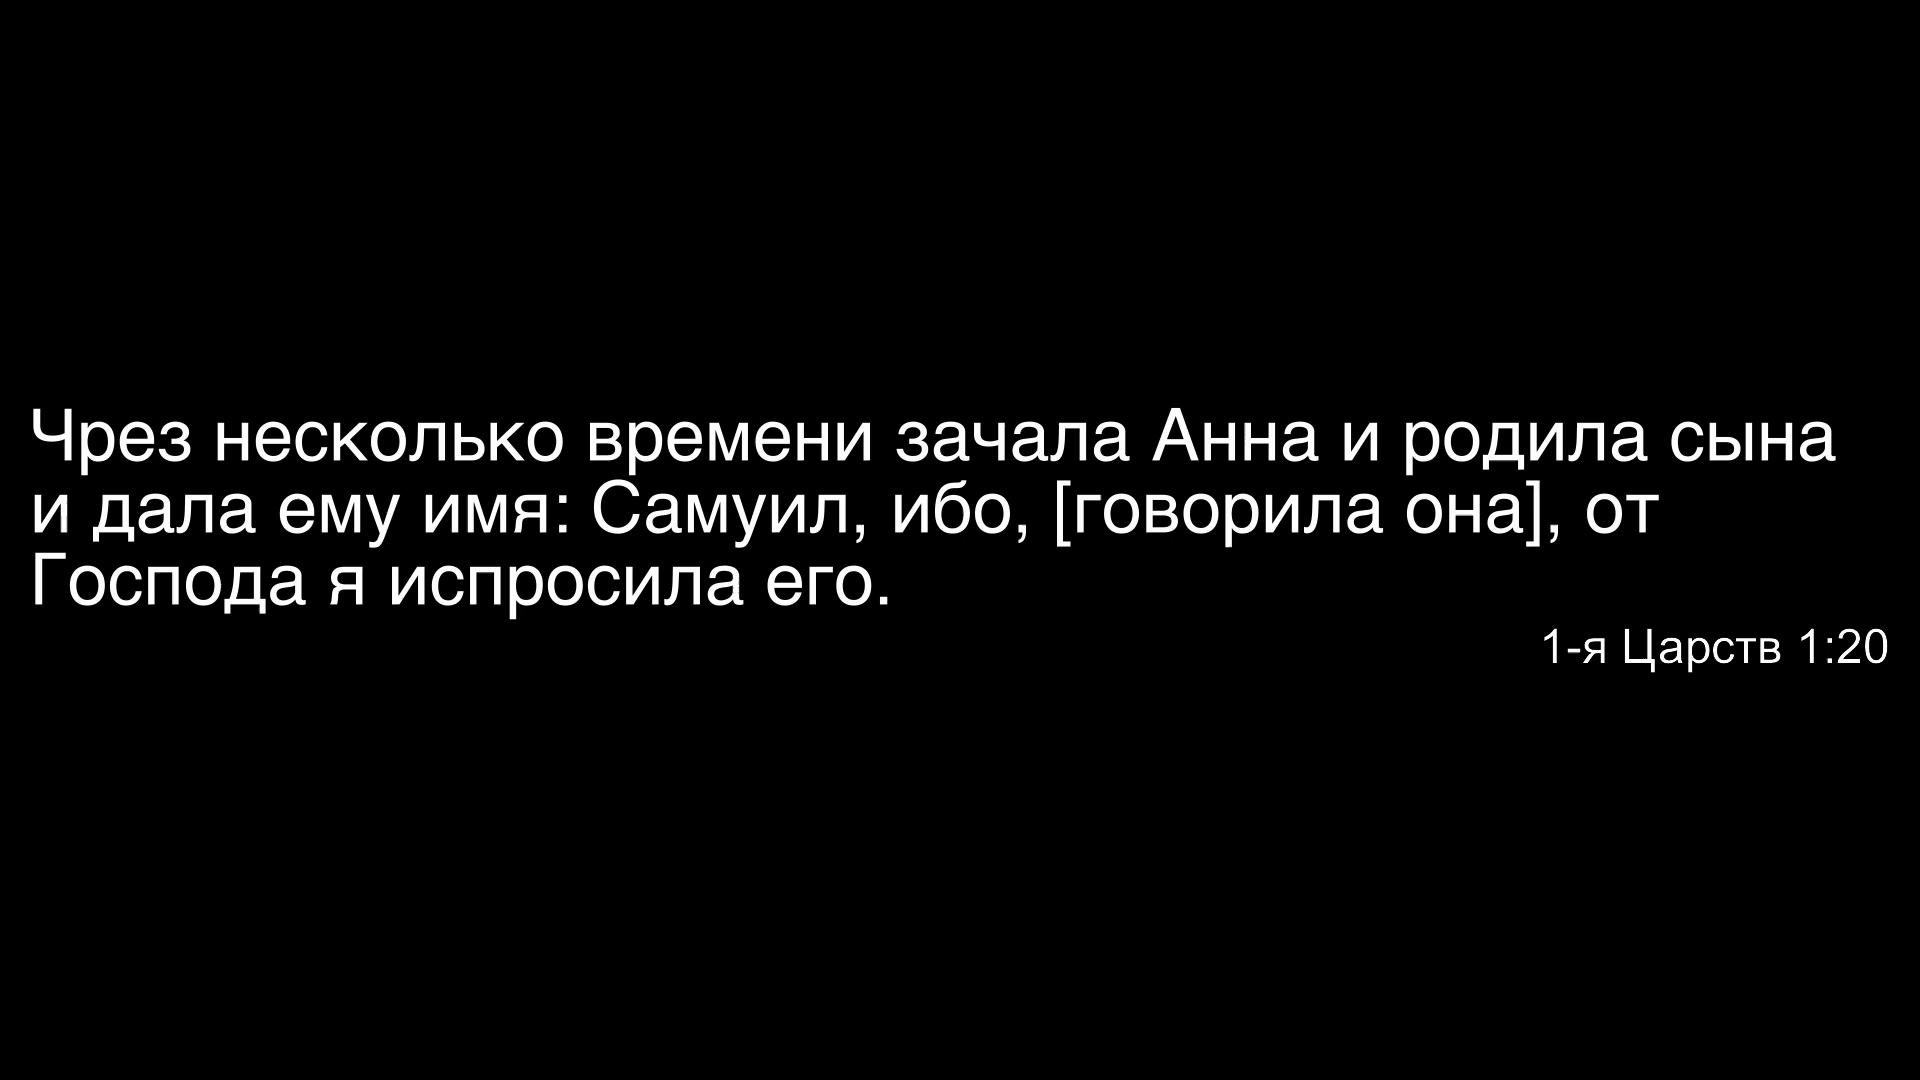 Чрез несколько времени зачала Анна и родила сына
и дала ему имя: Самуил, ибо, [говорила она], от
Господа я испросила его.
1-я Царств 1:20